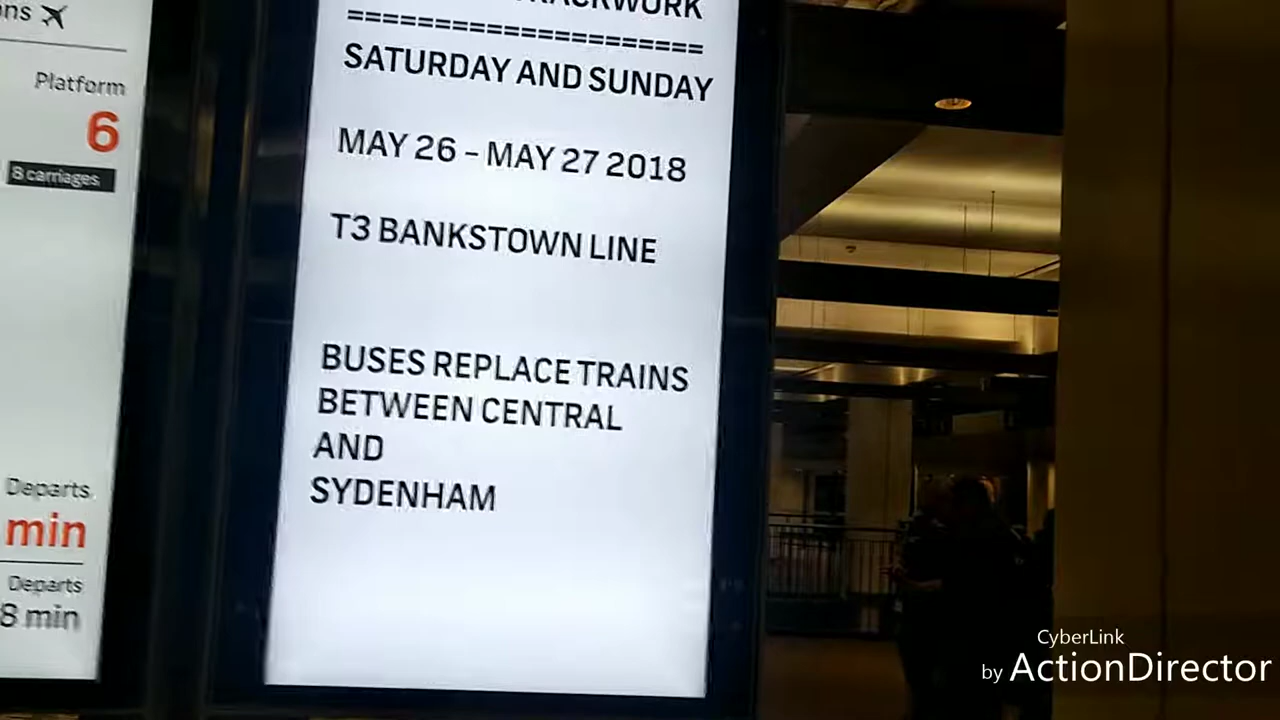 Platform
6
8 carriages
Departs
min
Departs
8 min
=====================
SATURDAY AND SUNDAY
MAY 26 - MAY 27 2018
T3 BANKSTOWN LINE
BUSES REPLACE TRAINS
BETWEEN CENTRAL
AND
SYDENHAM
CyberLink
by ActionDirector